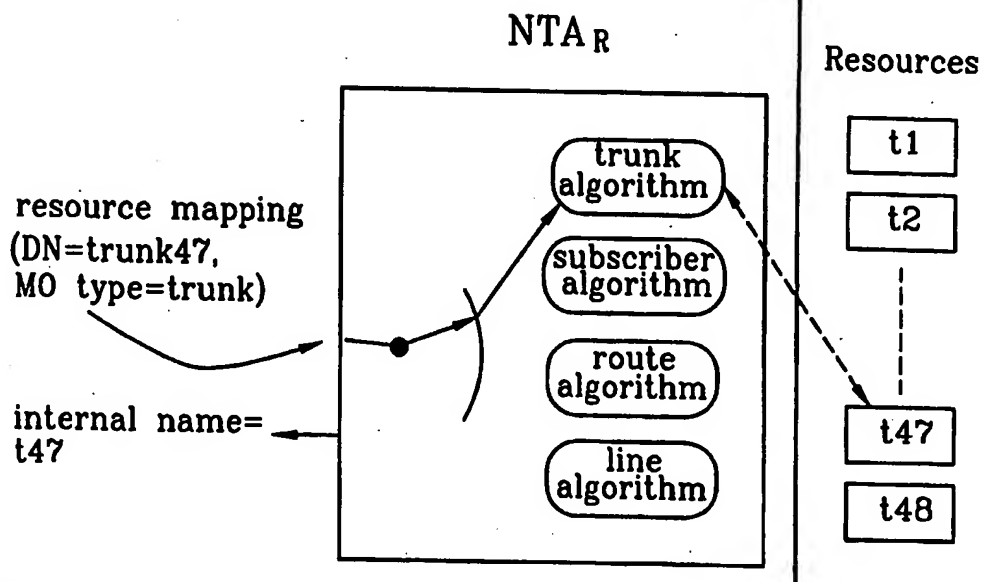 NTA R
Resources
trunk
algorithm
subscriber
algorithm
route
algorithm
line
algorithm
resource mapping
(DN=trunk47,
MO type=trunk)
internal name=
t47
t1
t2
t47
t48